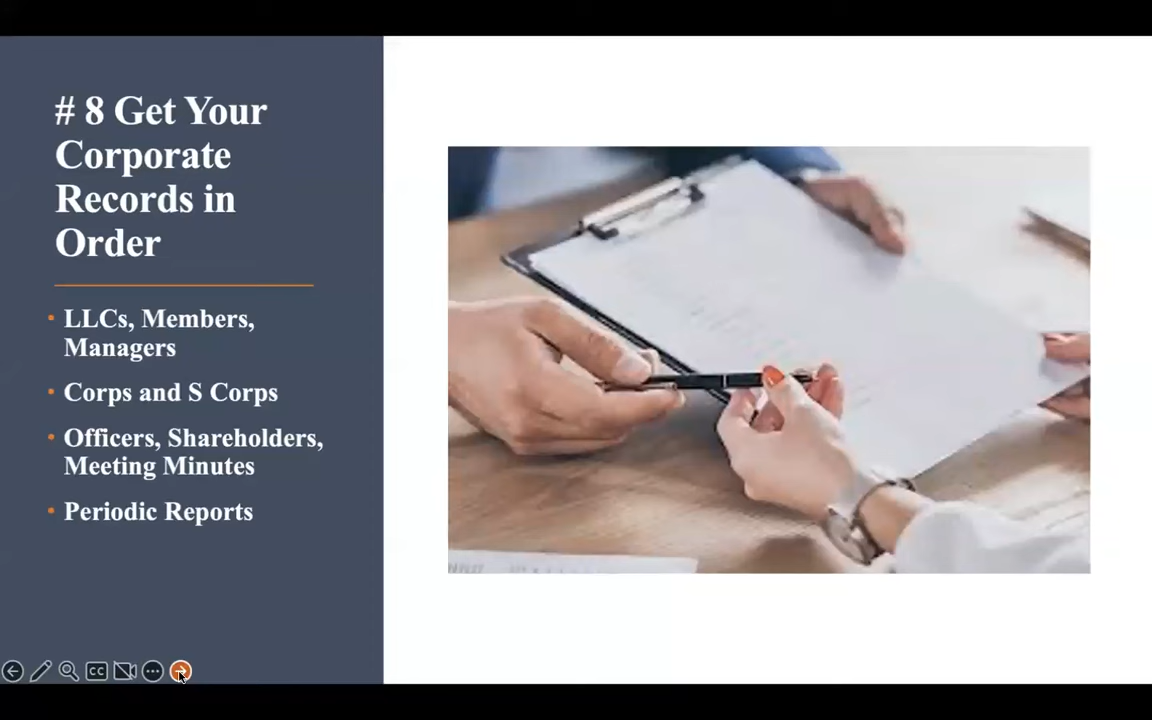 # 8 Get Your
Corporate
Records in
Order
• LLCs, Members,
Managers
• Corps and S Corps
• Officers, Shareholders,
Meeting Minutes
• Periodic Reports
CC